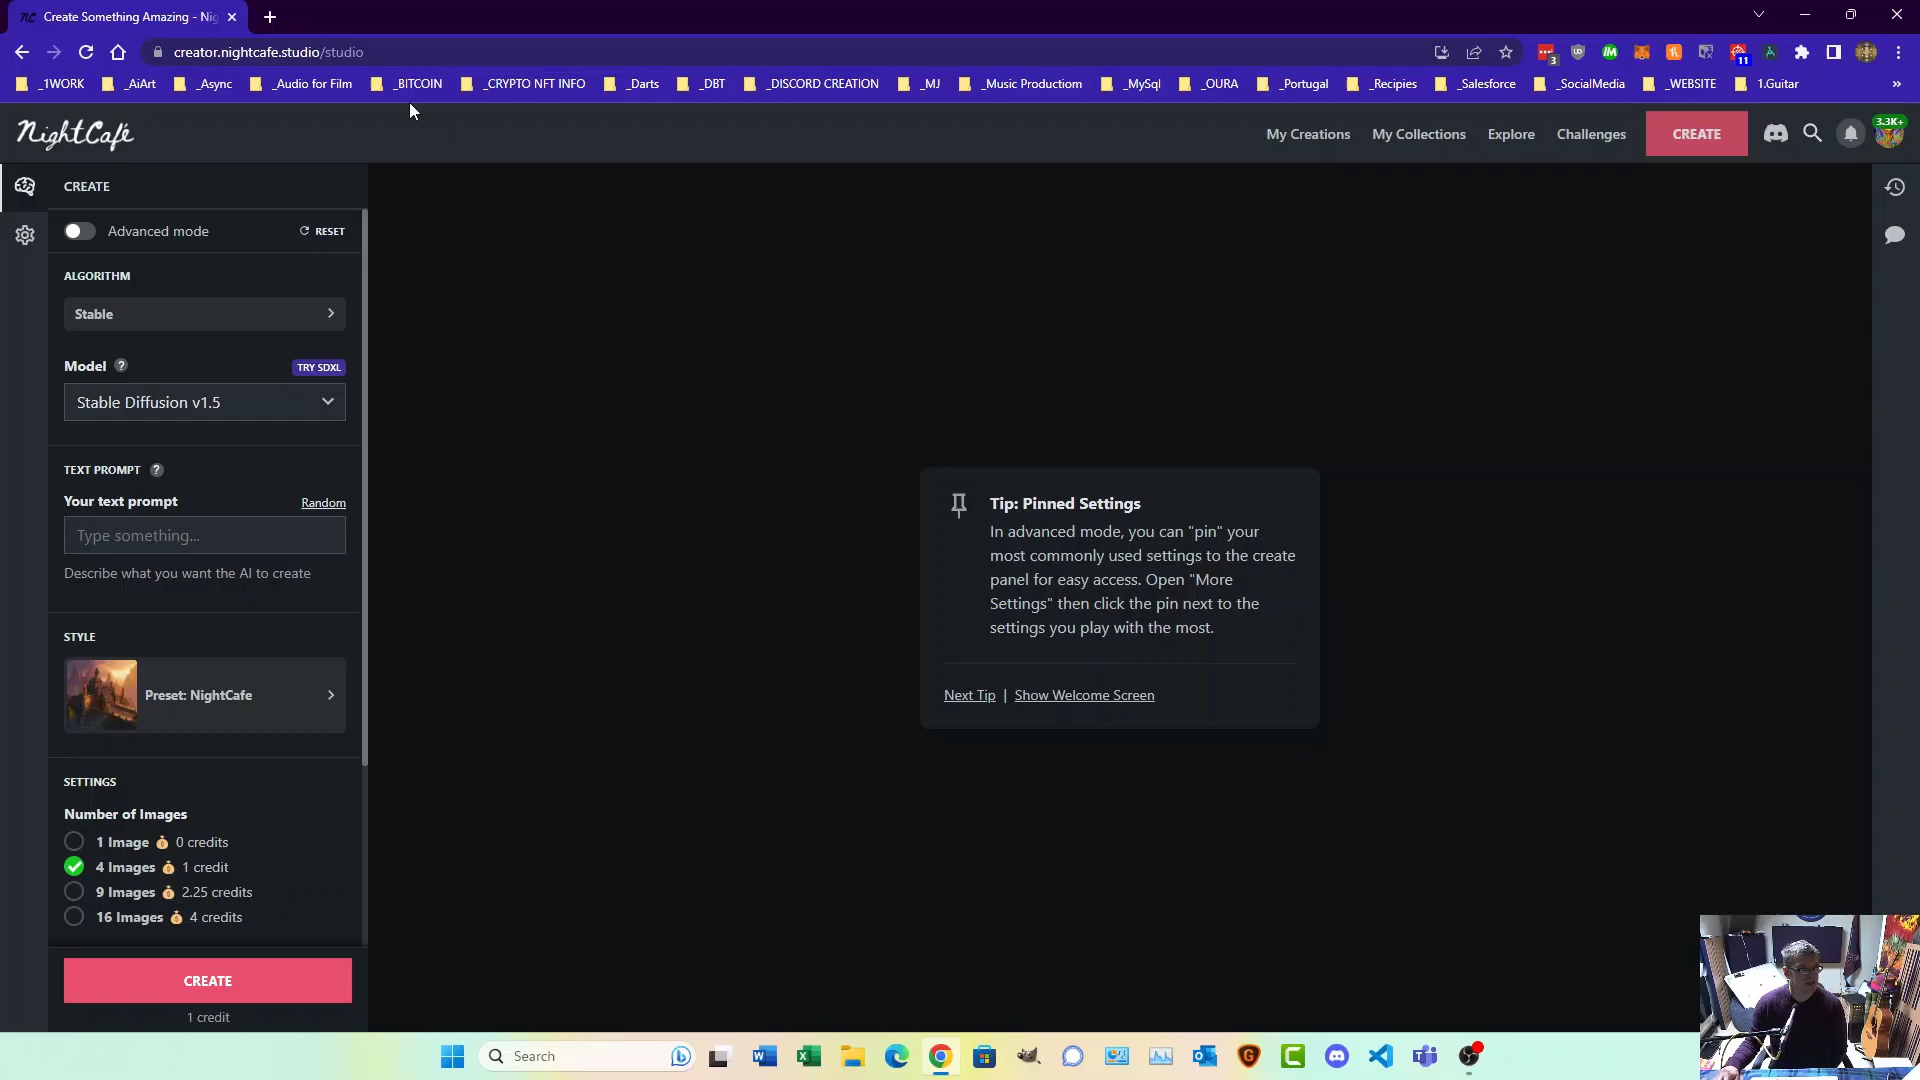 Create Something Amazing - Nig
creator.nightcafe.studio/studio
3
11
_1WORK
_AiArt
_Async
_Audio for Film
_BITCOIN
_CRYPTO NFT INFO
_Darts
_DBT
_DISCORD CREATION
_MJ
_Music Productiom
_MySql
_OURA
_Portugal
_Recipies
_Salesforce
_SocialMedia
_WEBSITE
1.Guitar
»
NightCafé
My Creations
My Collections
Explore
Challenges
CREATE
3.3K+
CREATE
Advanced mode
RESET
ALGORITHM
Stable
Model ?
TRY SDXL
Stable Diffusion v1.5
TEXT PROMPT ?
Your text prompt
Random
Type something...
Describe what you want the AI to create
STYLE
Preset: NightCafe
SETTINGS
Number of Images
1 Image 💰 0 credits
4 Images 💰 1 credit
9 Images 💰 2.25 credits
16 Images 💰 4 credits
CREATE
1 credit
Tip: Pinned Settings
In advanced mode, you can "pin" your
most commonly used settings to the create
panel for easy access. Open "More
Settings" then click the pin next to the
settings you play with the most.
Next Tip | Show Welcome Screen
Search